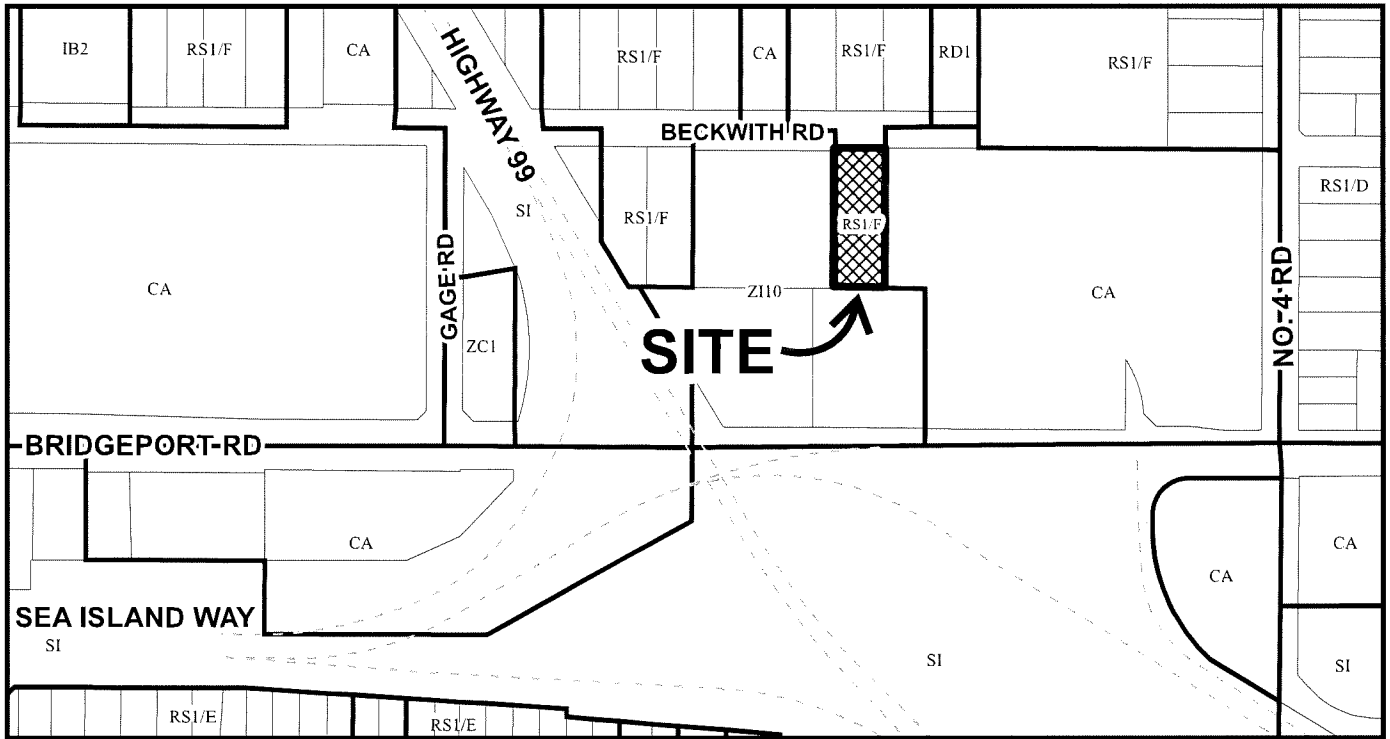 IB2
RS1/F
CA
HIGHWAY 99
RS1/F
CA
RS1/F
RD1
RS1/F
BECKWITH RD
SI
RS1/F
RS1/F
RS1/D
GAGE RD
NO. 4 RD
CA
ZI10
CA
ZC1
SITE
BRIDGEPORT RD
CA
CA
CA
SEA ISLAND WAY
SI
SI
SI
RS1/E
RS1/E